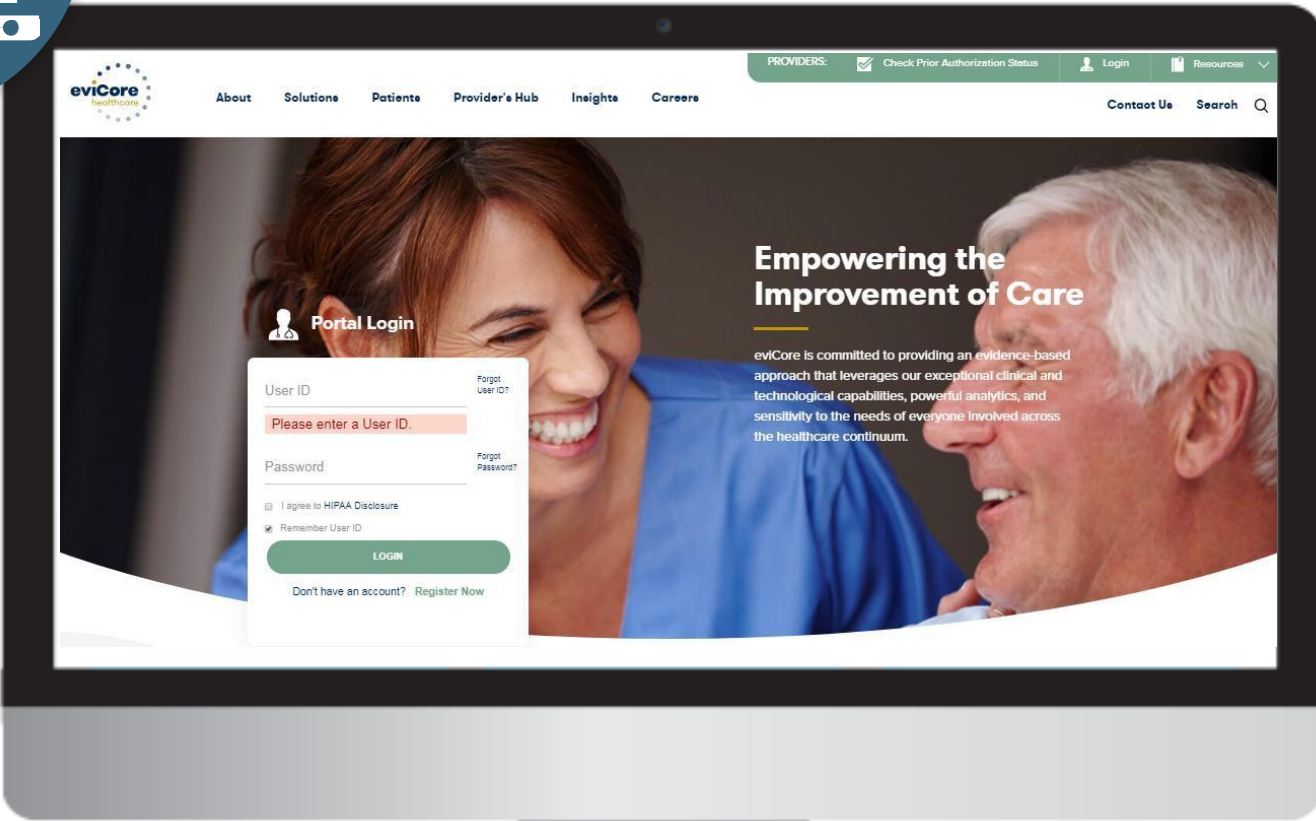 PROVIDERS: Check Prior Authorization Status Login Resources
eviCore
healthcare
About Solutions Patients Provider's Hub Insights Careers
Contact Us Search
Empowering the
Improvement of Care
eviCore is committed to providing an evidence-based
approach that leverages our exceptional clinical and
technological capabilities, powerful analytics, and
sensitivity to the needs of everyone involved across
the healthcare continuum.
Portal Login
User ID
Forgot
User ID?
Please enter a User ID.
Password
Forgot
Password?
I agree to HIPAA Disclosure
Remember User ID
LOGIN
Don't have an account? Register Now